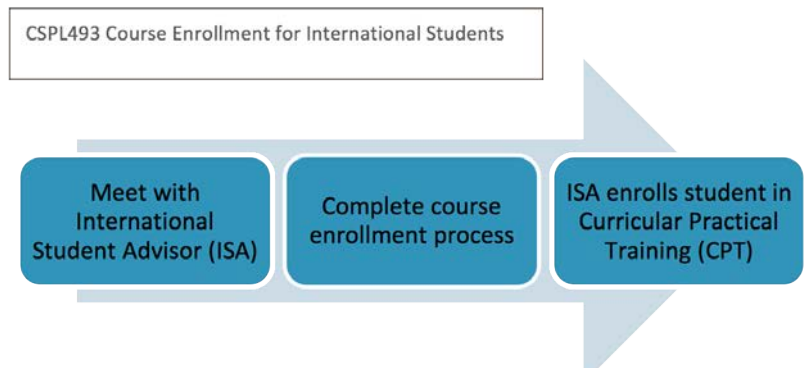 CSPL493 Course Enrollment for International Students
Meet with
International
Student Advisor (ISA)
Complete course
enrollment process
ISA enrolls student in
Curricular Practical
Training (CPT)